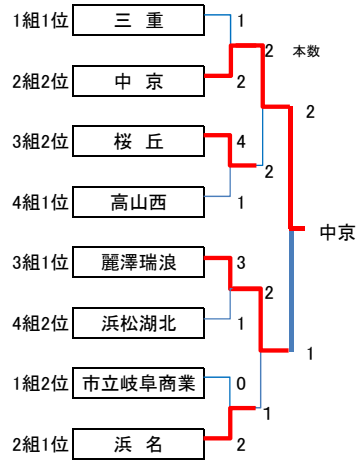 1組1位 三重 1
2 本数
2組2位 中京 2
2
3組2位 桜丘 4
2
4組1位 高山西 1
中京
3組1位 麗澤瑞浪 3
2
4組2位 浜松湖北 1
1
1組2位 市立岐阜商業 0
1
2組1位 浜名 2